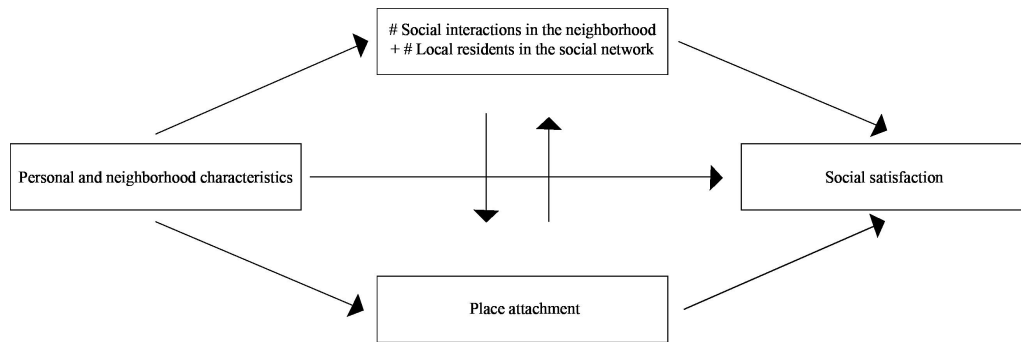 # Social interactions in the neighborhood
+ # Local residents in the social network
Personal and neighborhood characteristics
Social satisfaction
Place attachment